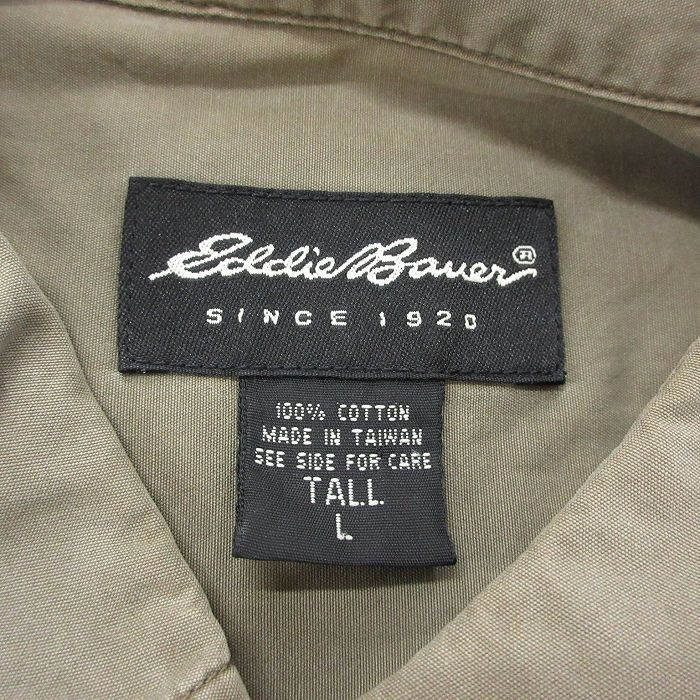 Eddie Bauer®
SINCE 1920
100% COTTON
MADE IN TAIWAN
SEE SIDE FOR CARE
TALL
L